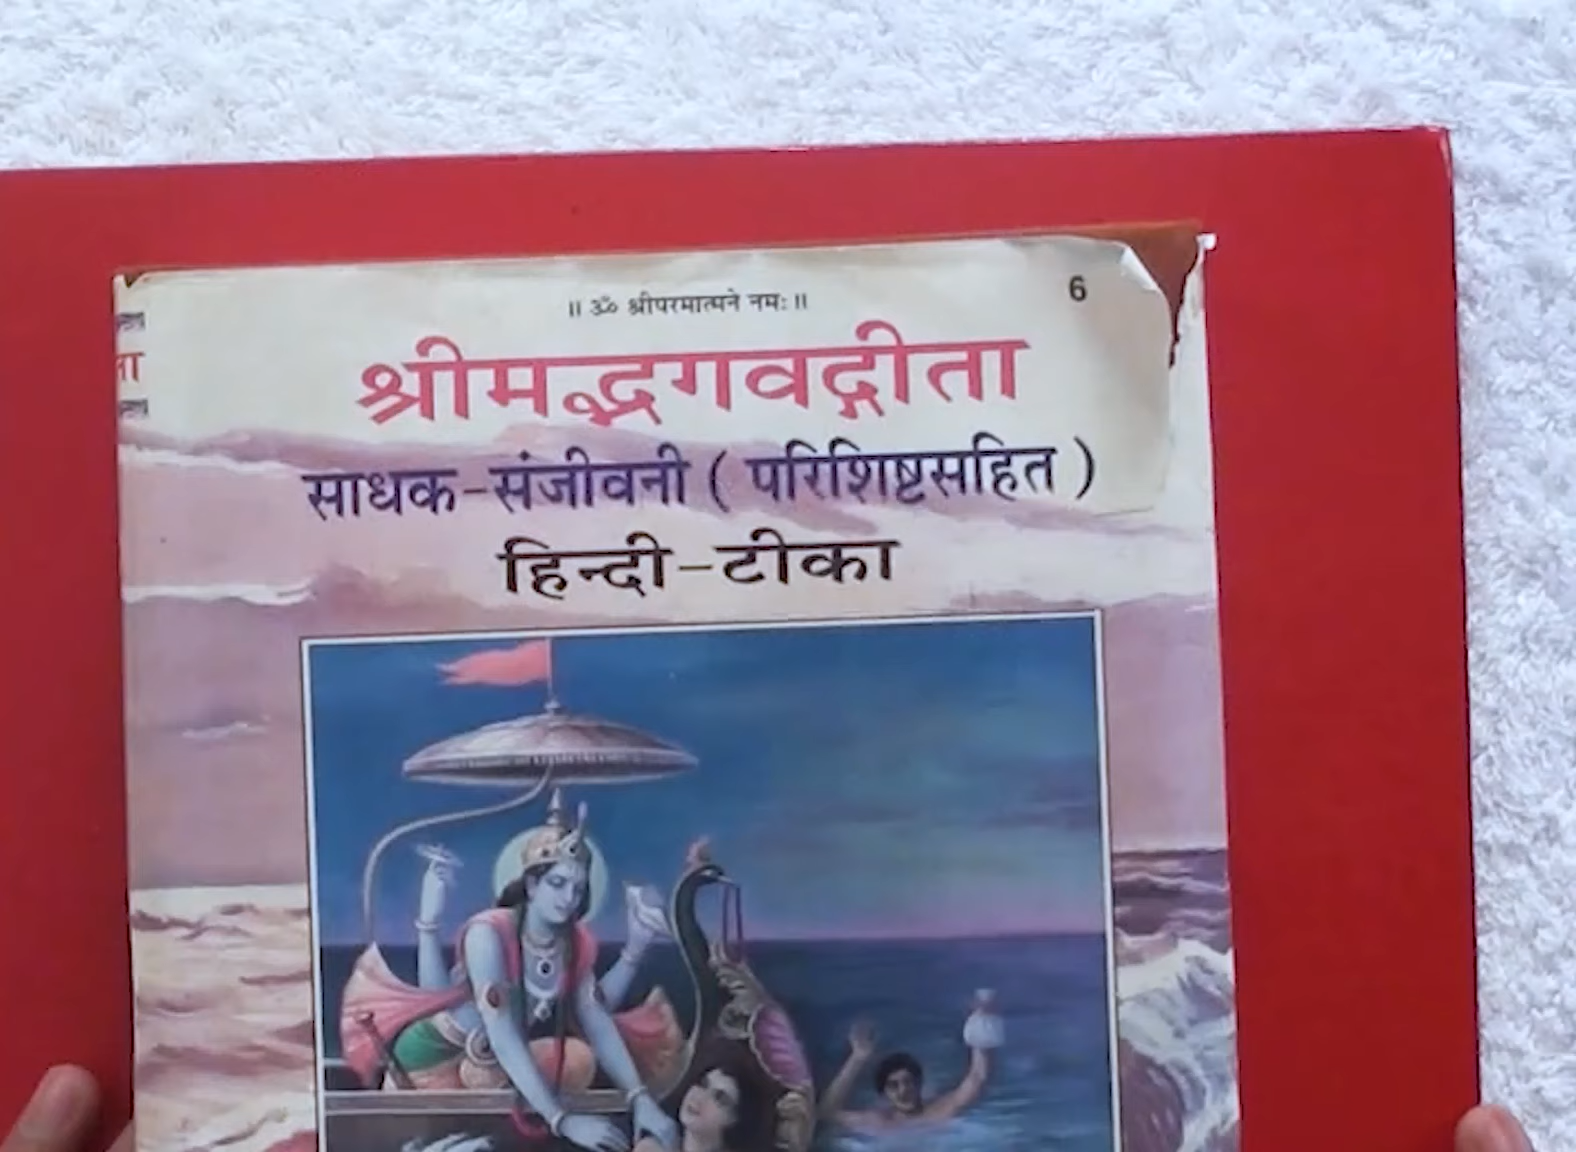 ॥ ॐ श्रीपरमात्मने नमः ॥
6
श्रीमद्भगवद्गीता
साधक-संजीवनी ( परिशिष्टसहित )
हिन्दी-टीका